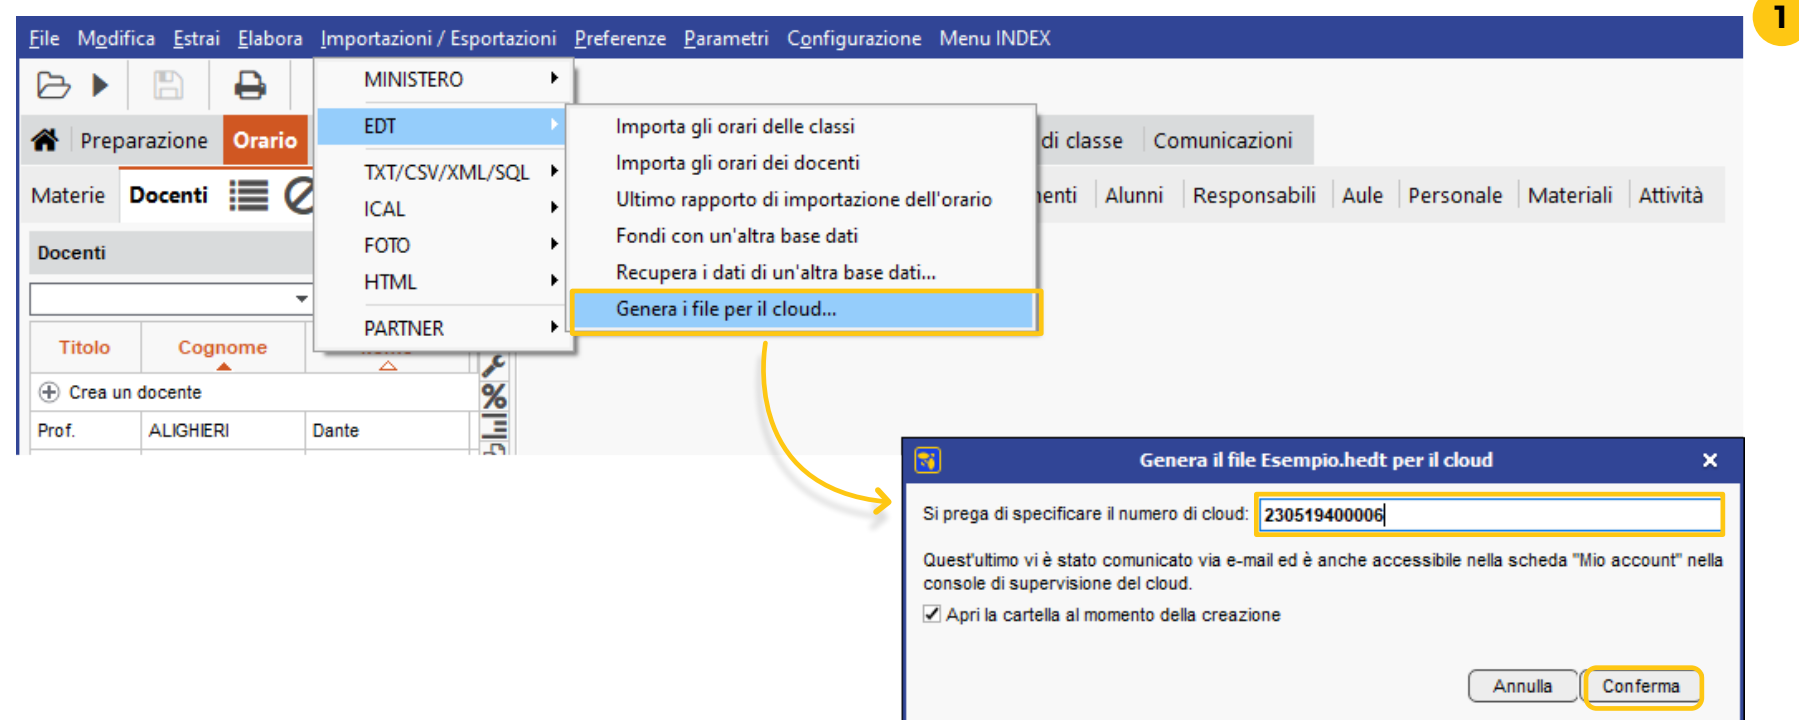 1
File Modifica Estrai Elabora Importazioni / Esportazioni Preferenze Parametri Configurazione Menu INDEX
MINISTERO
EDT
TXT/CSV/XML/SQL
ICAL
FOTO
HTML
PARTNER
Importa gli orari delle classi
Importa gli orari dei docenti
Ultimo rapporto di importazione dell'orario
Fondi con un'altra base dati
Recupera i dati di un'altra base dati...
Genera i file per il cloud...
Preparazione Orario di classe Comunicazioni
Materie Docenti Alunni Responsabili Aule Personale Materiali Attività
Docenti
Titolo Cognome
Crea un docente
Prof. ALIGHIERI Dante
Genera il file Esempio.hedt per il cloud
Si prega di specificare il numero di cloud: 230519400006
Quest'ultimo vi è stato comunicato via e-mail ed è anche accessibile nella scheda "Mio account" nella
console di supervisione del cloud.
Apri la cartella al momento della creazione
Annulla Conferma